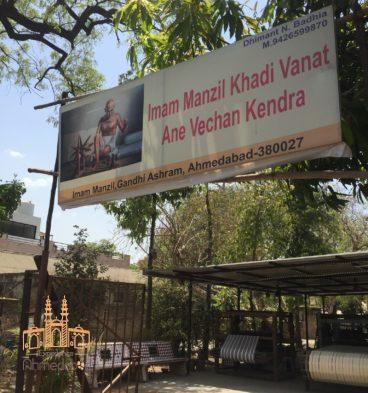 Dhimant N. Badhia
M.9426599870
Imam Manzil Khadi Vanat
Ane Vechan Kendra
Imam Manzil,Gandhi Ashram, Ahmedabad-380027